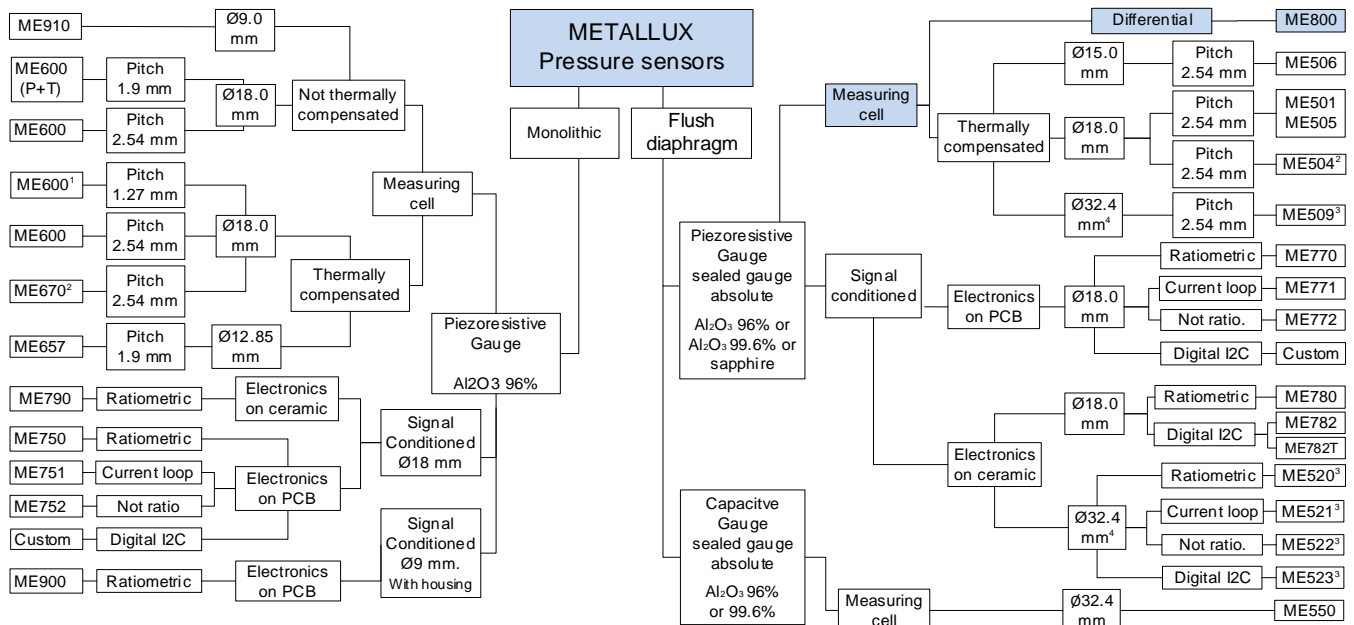 METALLUX
Pressure sensors
ME910
Ø9.0
mm
ME600
(P+T)
Pitch
1.9 mm
Ø18.0
mm
ME600
Pitch
2.54 mm
Not thermally
compensated
ME600¹
Pitch
1.27 mm
ME600
Pitch
2.54 mm
Ø18.0
mm
ME670²
Pitch
2.54 mm
Thermally
compensated
ME657
Pitch
1.9 mm
Ø12.85
mm
Measuring
cell
ME790
Ratiometric
Electronics
on ceramic
ME750
Ratiometric
ME751
Current loop
ME752
Not ratio
Custom
Digital I2C
Electronics
on PCB
Signal
Conditioned
Ø18 mm
ME900
Ratiometric
Electronics
on PCB
Signal
Conditioned
Ø9 mm.
With housing
Piezoresistive
Gauge
Al2O3 96%
Monolithic
Flush
diaphragm
Piezoresistive
Gauge
sealed gauge
absolute
Al₂O₃ 96% or
Al₂O₃ 99.6% or
sapphire
Measuring
cell
Differential
ME800
Thermally
compensated
Ø15.0
mm
Pitch
2.54 mm
ME506
Ø18.0
mm
Pitch
2.54 mm
ME501
ME505
Pitch
2.54 mm
ME504²
Ø32.4
mm⁴
Pitch
2.54 mm
ME509³
Signal
conditioned
Electronics
on PCB
Ø18.0
mm
Ratiometric
ME770
Current loop
ME771
Not ratio.
ME772
Digital I2C
Custom
Electronics
on ceramic
Ø18.0
mm
Ratiometric
ME780
Digital I2C
ME782
ME782T
Ø32.4
mm⁴
Ratiometric
ME520³
Current loop
ME521³
Not ratio.
ME522³
Digital I2C
ME523³
Capacitve
Gauge
sealed gauge
absolute
Al₂O₃ 96%
or 99.6%
Measuring
cell
Ø32.4
mm
ME550